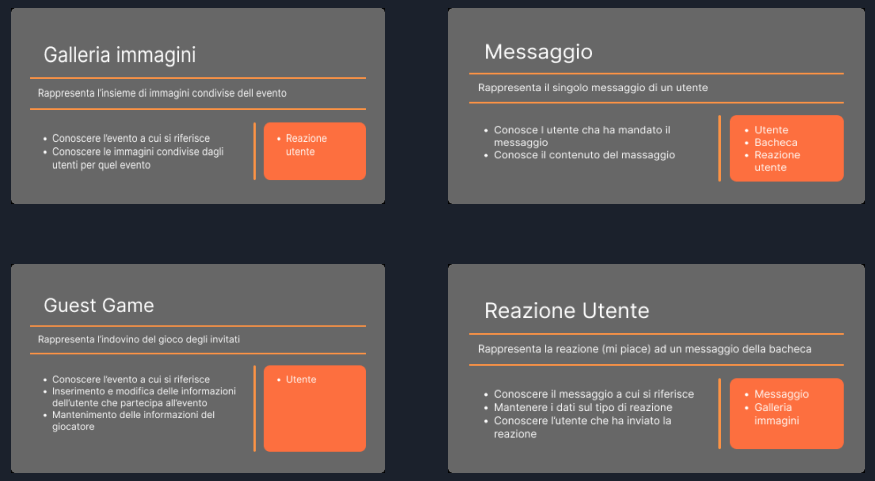 Galleria immagini
Rappresenta l'insieme di immagini condivise dell evento
• Conoscere l'evento a cui si riferisce
• Conoscere le immagini condivise dagli
utenti per quel evento
• Reazione
utente
Messaggio
Rappresenta il singolo messaggio di un utente
• Conosce l utente cha ha mandato il
messaggio
• Conosce il contenuto del massaggio
• Utente
• Bacheca
• Reazione
utente
Guest Game
Rappresenta l'indovino del gioco degli invitati
• Conoscere l'evento a cui si riferisce
• Inserimento e modifica delle informazioni
dell'utente che partecipa all'evento
• Mantenimento delle informazioni del
giocatore
• Utente
Reazione Utente
Rappresenta la reazione (mi piace) ad un messaggio della bacheca
• Conoscere il messaggio a cui si riferisce
• Mantenere i dati sul tipo di reazione
• Conoscere l'utente che ha inviato la
reazione
• Messaggio
• Galleria
immagini